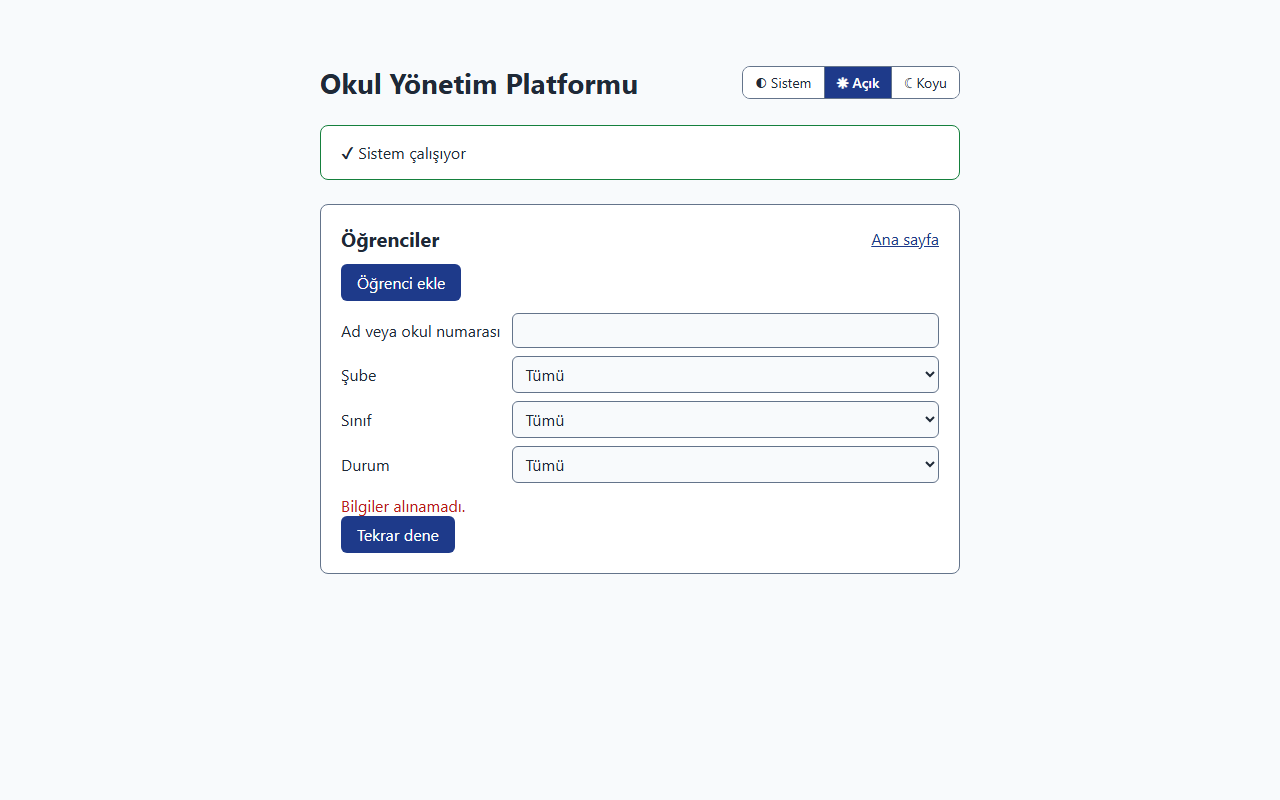 Okul Yönetim Platformu
◐ Sistem ❋ Açık ☾ Koyu
✓ Sistem çalışıyor
Öğrenciler Ana sayfa
Öğrenci ekle
Ad veya okul numarası
Şube Tümü
Sınıf Tümü
Durum Tümü
Bilgiler alınamadı.
Tekrar dene